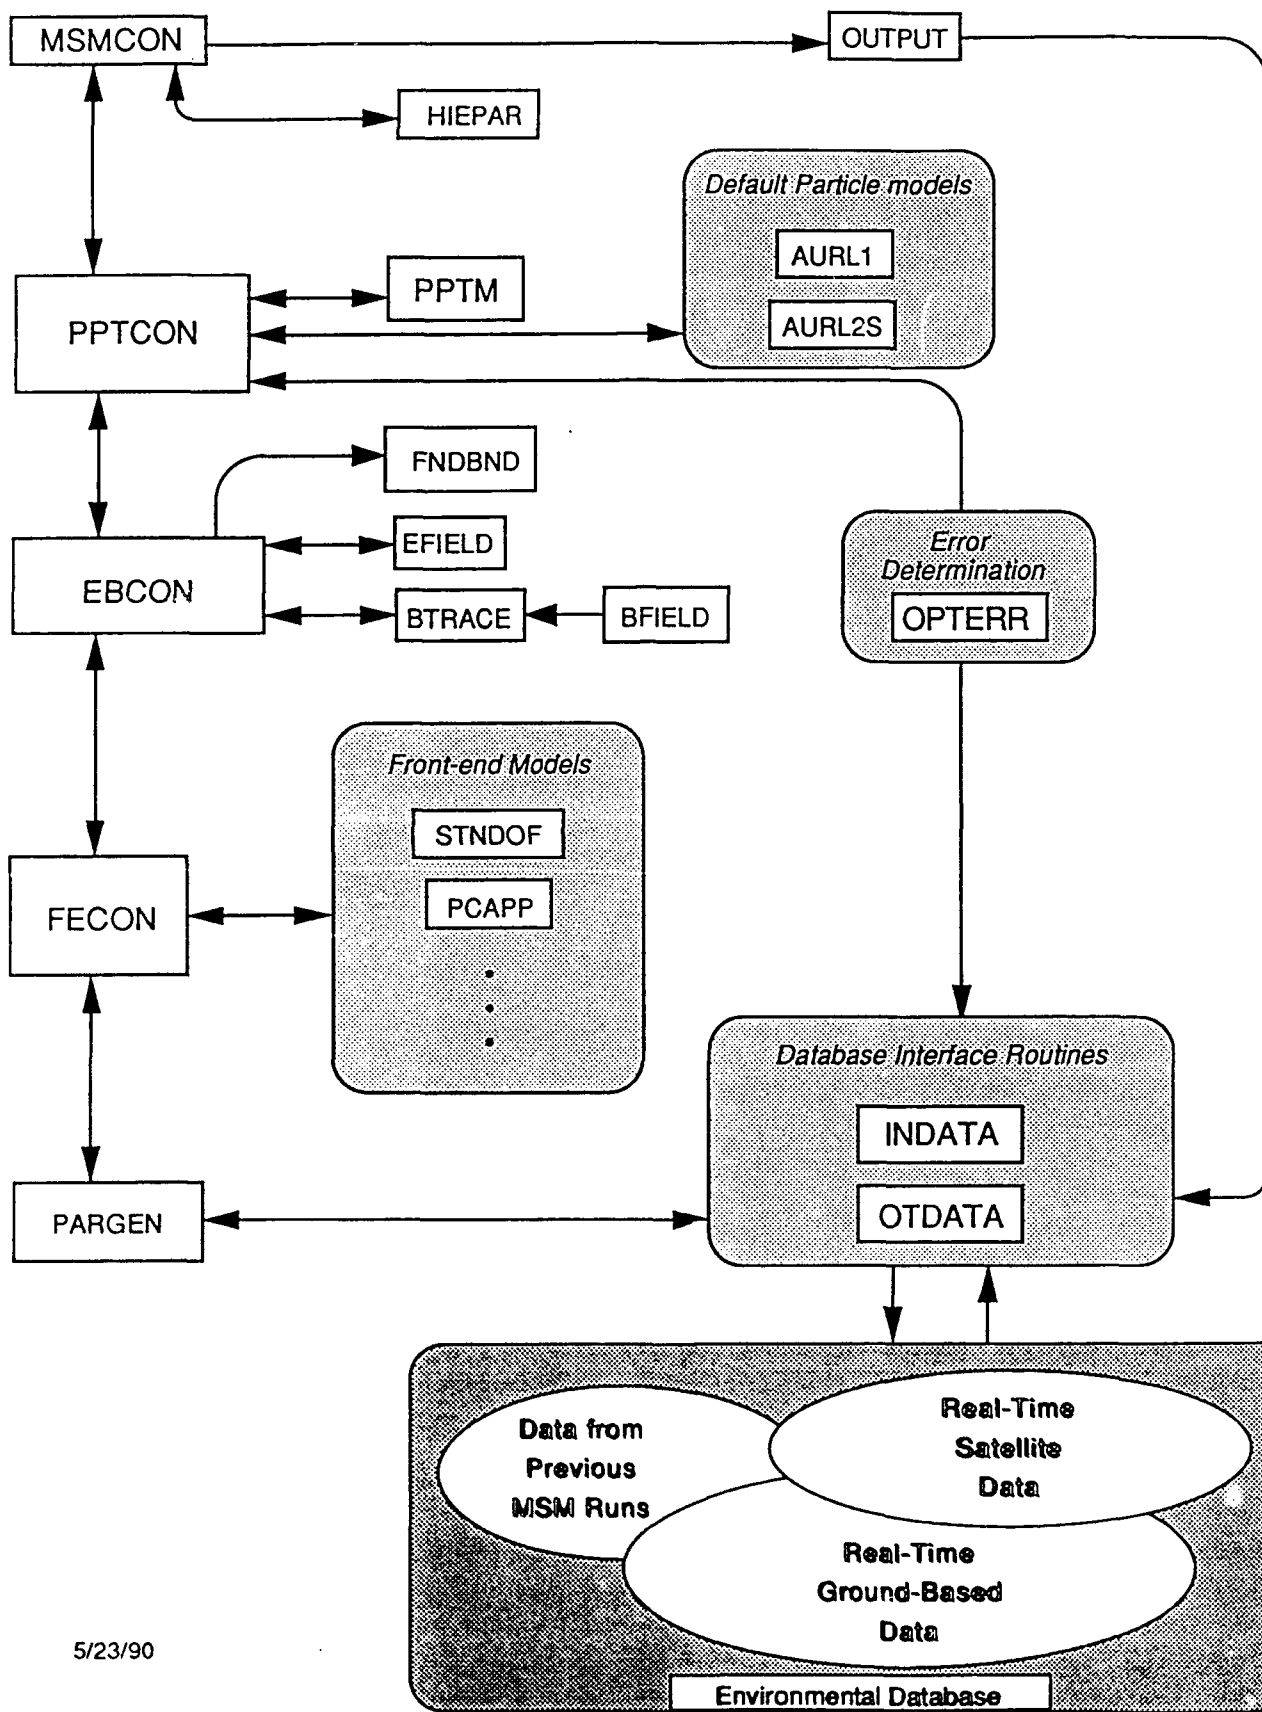 MSMCON
OUTPUT
HIEPAR
Default Particle models
AURL1
AURL2S
PPTM
PPTCON
FNDBND
EFIELD
EBCON
BTRACE
BFIELD
Error
Determination
OPTERR
Front-end Models
STNDOF
PCAPP
FECON
Database Interface Routines
INDATA
OTDATA
PARGEN
Data from
Previous
MSM Runs
Real-Time
Satellite
Data
Real-Time
Ground-Based
Data
Environmental Database
5/23/90